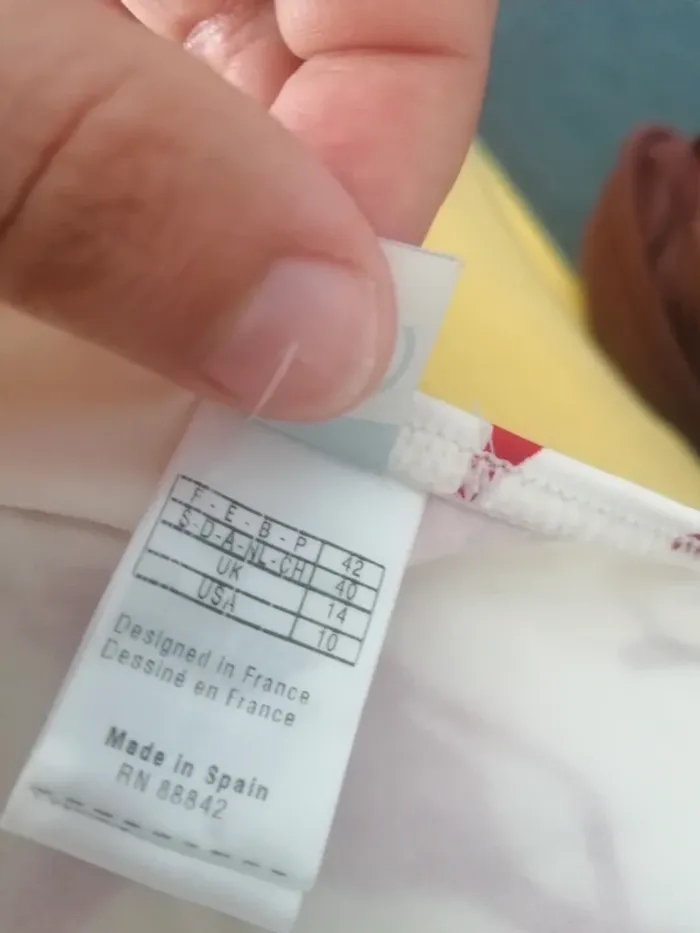 F - E - B - P 42
S-D-A-NL-CH 40
UK 14
USA 10
Designed in France
Dessiné en France
Made in Spain
RN 88842